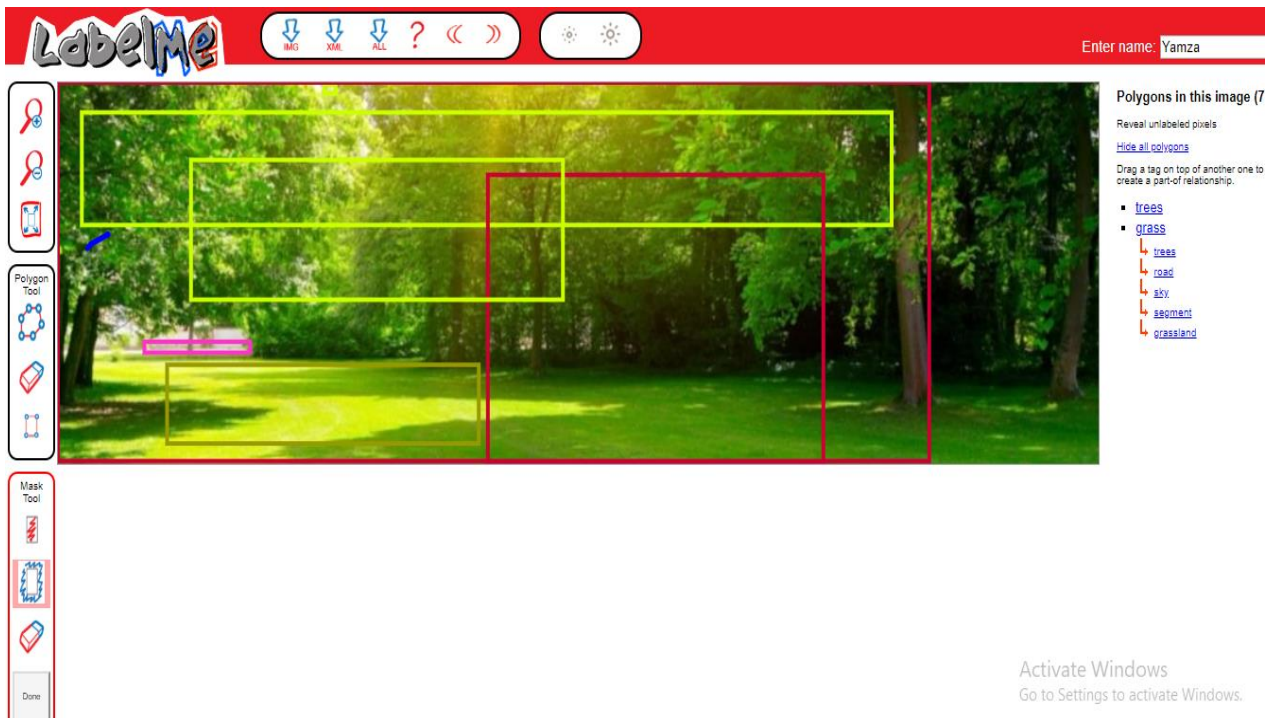 LabelMe
IMG XML ALL ?
Enter name: Yamza
Polygons in this image (7
Reveal unlabeled pixels
Hide all polygons
Drag a tag on top of another one to
create a part-of relationship.
trees
grass
trees
road
sky
segment
grassland
Polygon
Tool
Mask
Tool
Done
Activate Windows
Go to Settings to activate Windows.